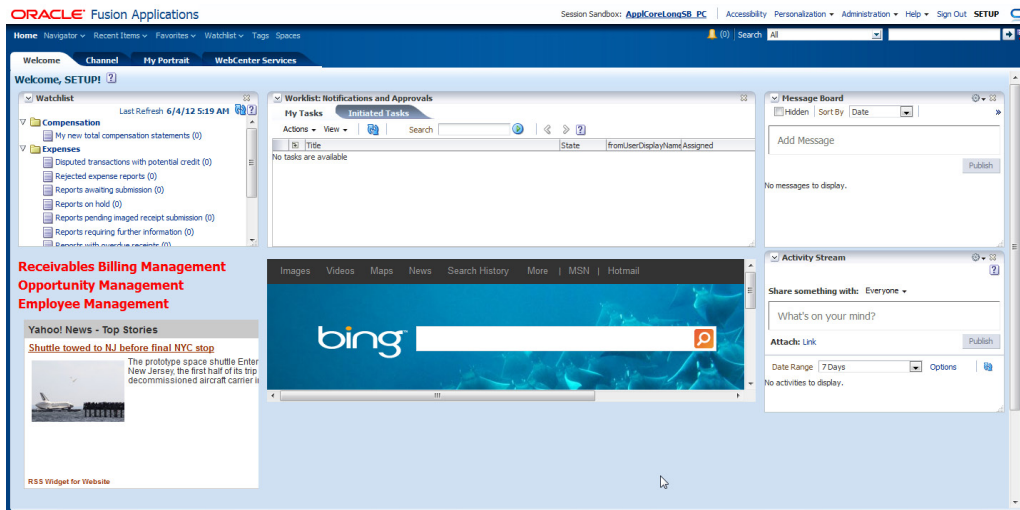 ORACLE Fusion Applications
Session Sandbox: ApplCoreLongSB_PC Accessibility Personalization Administration Help Sign Out SETUP
Home Navigator Recent Items Favorites Watchlist Tags Spaces
(0) Search All
Welcome Channel My Portrait WebCenter Services
Welcome, SETUP!
Watchlist
Last Refresh 6/4/12 5:19 AM
Compensation
My new total compensation statements (0)
Expenses
Disputed transactions with potential credit (0)
Rejected expense reports (0)
Reports awaiting submission (0)
Reports on hold (0)
Reports pending imaged receipt submission (0)
Reports requiring further information (0)
Reports with overdue receipts (0)
Worklist: Notifications and Approvals
My Tasks Initiated Tasks
Actions View Search
Title State fromUserDisplayName Assigned
No tasks are available
Message Board
Hidden Sort By Date
Add Message
Publish
No messages to display.
Receivables Billing Management
Opportunity Management
Employee Management
Yahoo! News - Top Stories
Shuttle towed to NJ before final NYC stop
The prototype space shuttle Enter
New Jersey, the first half of its trip
decommissioned aircraft carrier i
RSS Widget for Website
Images Videos Maps News Search History More | MSN | Hotmail
bing
Activity Stream
Share something with: Everyone
What's on your mind?
Attach: Link
Publish
Date Range 7 Days Options
No activities to display.